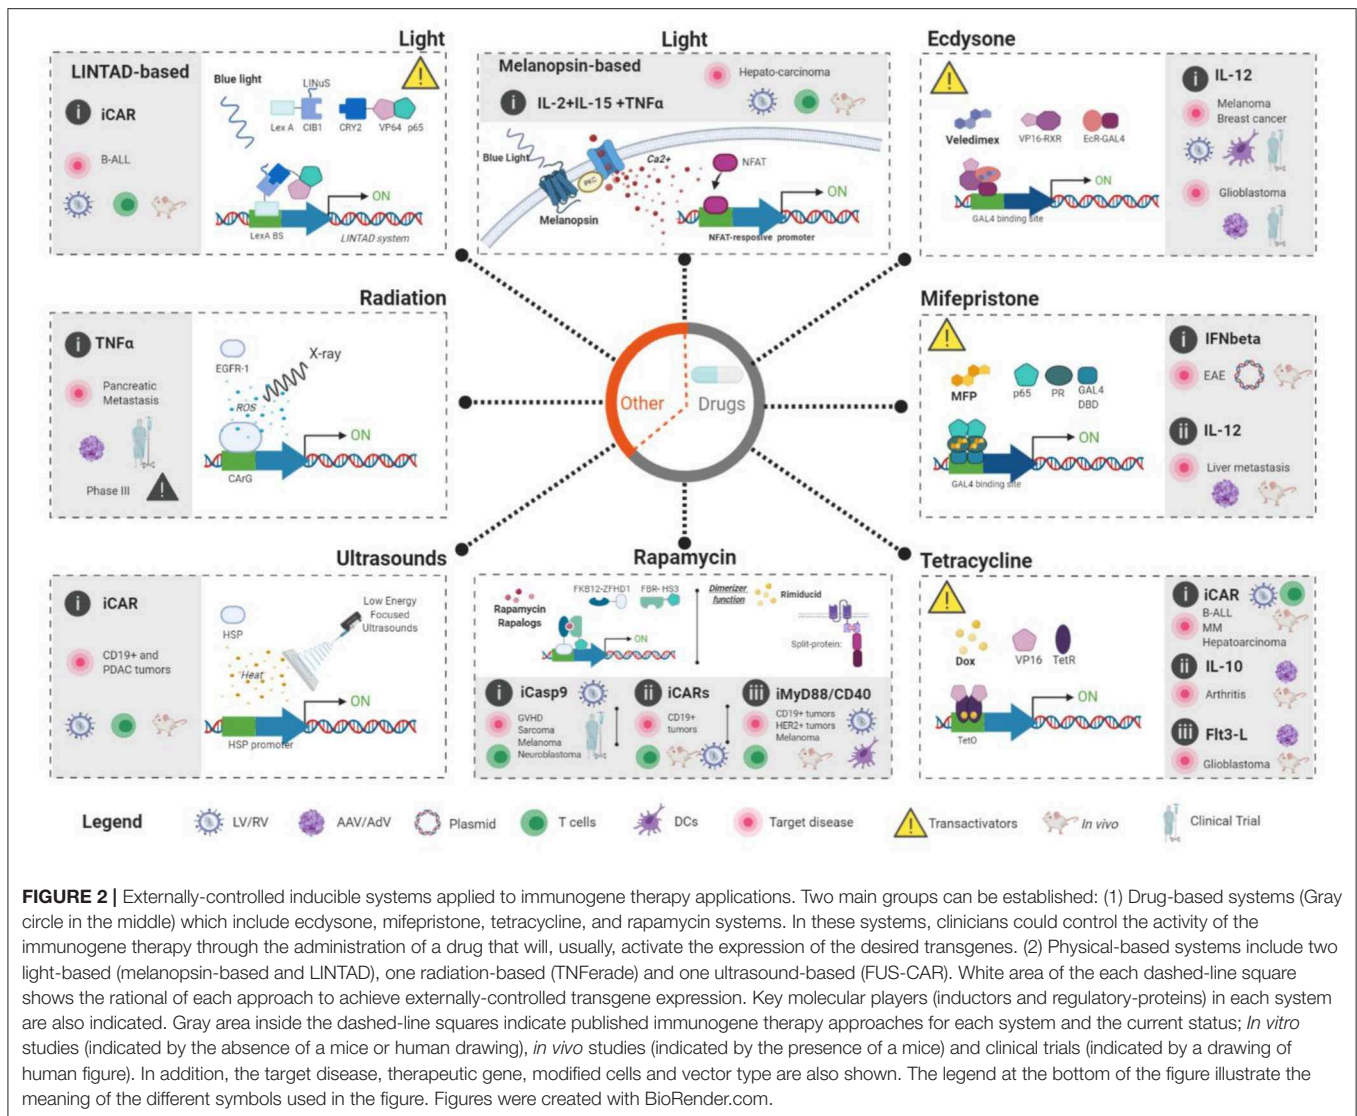 Light
LINTAD-based
i iCAR
B-ALL
Blue light
LINuS
Lex A CIB1 CRY2 VP64 p65
ON
LexA BS
LINTAD system
Light
Melanopsin-based
i IL-2+IL-15 +TNFα
Hepato-carcinoma
Blue Light
PKC
Ca2+
NFAT
Melanopsin
ON
NFAT-resposive promoter
Ecdysone
Veledimex
VP16-RXR
EcR-GAL4
ON
GAL4 binding site
i IL-12
Melanoma
Breast cancer
Glioblastoma
Radiation
i TNFα
Pancreatic
Metastasis
Phase III
EGFR-1
X-ray
ROS
ON
CArG
Other
Drugs
Mifepristone
MFP
p65 PR GAL4
DBD
ON
GAL4 binding site
i IFNbeta
EAE
ii IL-12
Liver metastasis
Ultrasounds
i iCAR
CD19+ and
PDAC tumors
HSP
Low Energy
Focused
Ultrasounds
Heat
ON
HSP promoter
Rapamycin
Rapamycin
Rapalogs
FKB12-ZFHD1
FBR- HS3
ON
Dimerizer
function
Rimiducid
Split-protein:
i iCasp9
GVHD
Sarcoma
Melanoma
Neuroblastoma
ii iCARs
CD19+
tumors
iii iMyD88/CD40
CD19+ tumors
HER2+ tumors
Melanoma
Tetracycline
Dox
VP16 TetR
ON
TetO
i iCAR
B-ALL
MM
Hepatoarcinoma
ii IL-10
Arthritis
iii Flt3-L
Glioblastoma
Legend LV/RV AAV/AdV Plasmid T cells DCs Target disease Transactivators In vivo Clinical Trial
FIGURE 2 | Externally-controlled inducible systems applied to immunogene therapy applications. Two main groups can be established: (1) Drug-based systems (Gray
circle in the middle) which include ecdysone, mifepristone, tetracycline, and rapamycin systems. In these systems, clinicians could control the activity of the
immunogene therapy through the administration of a drug that will, usually, activate the expression of the desired transgenes. (2) Physical-based systems include two
light-based (melanopsin-based and LINTAD), one radiation-based (TNFerade) and one ultrasound-based (FUS-CAR). White area of the each dashed-line square
shows the rational of each approach to achieve externally-controlled transgene expression. Key molecular players (inductors and regulatory-proteins) in each system
are also indicated. Gray area inside the dashed-line squares indicate published immunogene therapy approaches for each system and the current status; In vitro
studies (indicated by the absence of a mice or human drawing), in vivo studies (indicated by the presence of a mice) and clinical trials (indicated by a drawing of
human figure). In addition, the target disease, therapeutic gene, modified cells and vector type are also shown. The legend at the bottom of the figure illustrate the
meaning of the different symbols used in the figure. Figures were created with BioRender.com.